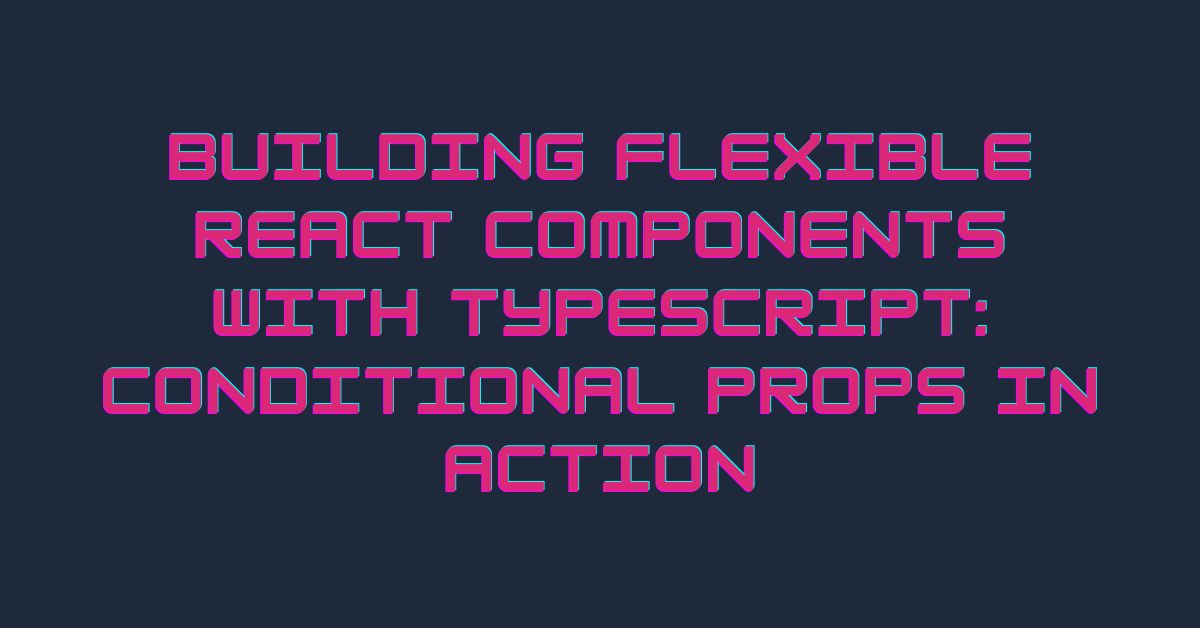 BUILDING FLEXIBLE
REACT COMPONENTS
WITH TYPESCRIPT:
CONDITIONAL PROPS IN
ACTION